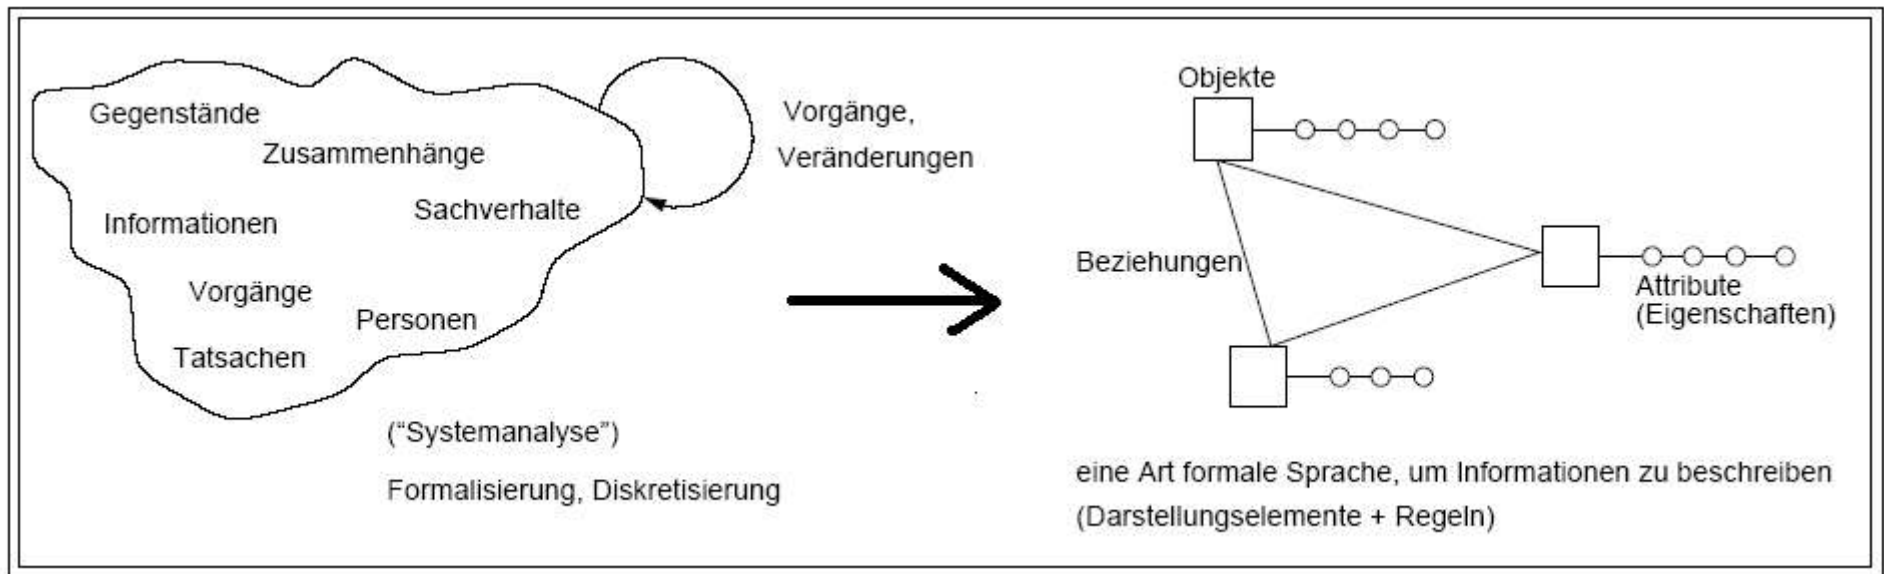 Gegenstände
Zusammenhänge
Informationen
Sachverhalte
Vorgänge
Personen
Tatsachen
Vorgänge,
Veränderungen
(“Systemanalyse”)
Formalisierung, Diskretisierung
Objekte
Beziehungen
Attribute
(Eigenschaften)
eine Art formale Sprache, um Informationen zu beschreiben
(Darstellungselemente + Regeln)